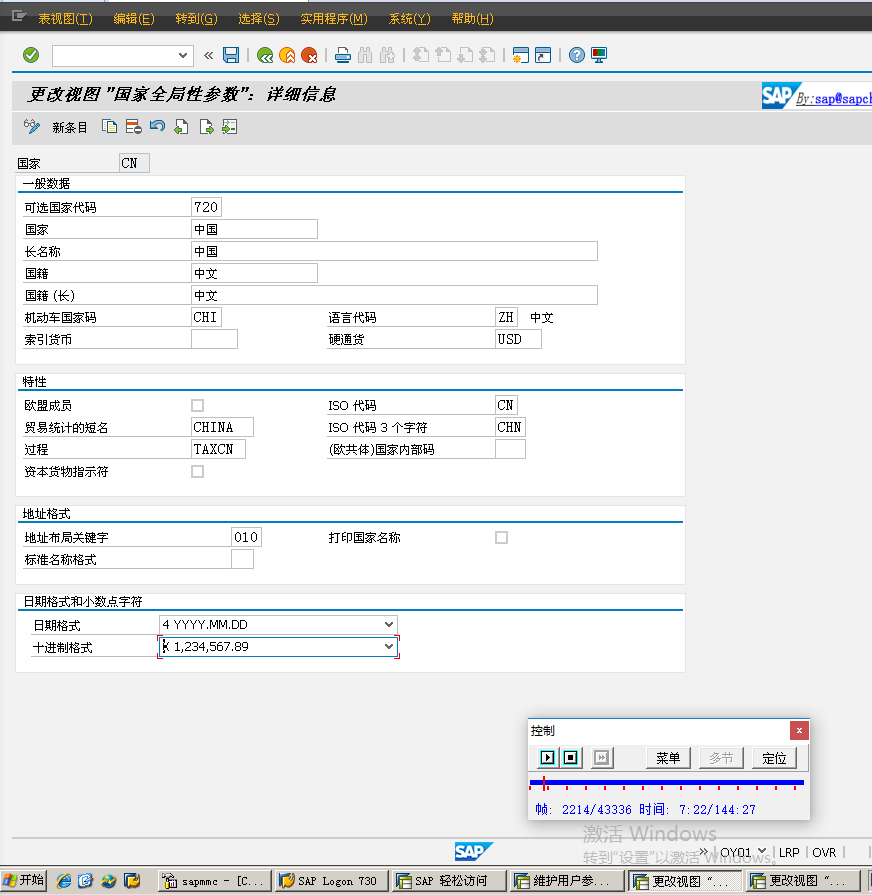 表视图(T) 编辑(E) 转到(G) 选择(S) 实用程序(M) 系统(Y) 帮助(H)
更改视图 "国家全局性参数": 详细信息
SAP By:sap@sapch
新条目
国家 CN
一般数据
可选国家代码 720
国家 中国
长名称 中国
国籍 中文
国籍 (长) 中文
机动车国家码 CHI 语言代码 ZH 中文
索引货币 硬通货 USD
特性
欧盟成员 ISO 代码 CN
贸易统计的短名 CHINA ISO 代码 3 个字符 CHN
过程 TAXCN (欧共体)国家内部码
资本货物指示符
地址格式
地址布局关键字 010 打印国家名称
标准名称格式
日期格式和小数点字符
日期格式 4 YYYY.MM.DD
十进制格式 X 1,234,567.89
控制 x
菜单 多节 定位
帧: 2214/43336 时间: 7:22/144:27
激活 Windows
转到"设置"以激活 Windows。
SAP » OY01 LRP OVR
开始 sapmmc - [C... SAP Logon 730 SAP 轻松访问 维护用户参... 更改视图 "... 更改视图 "...